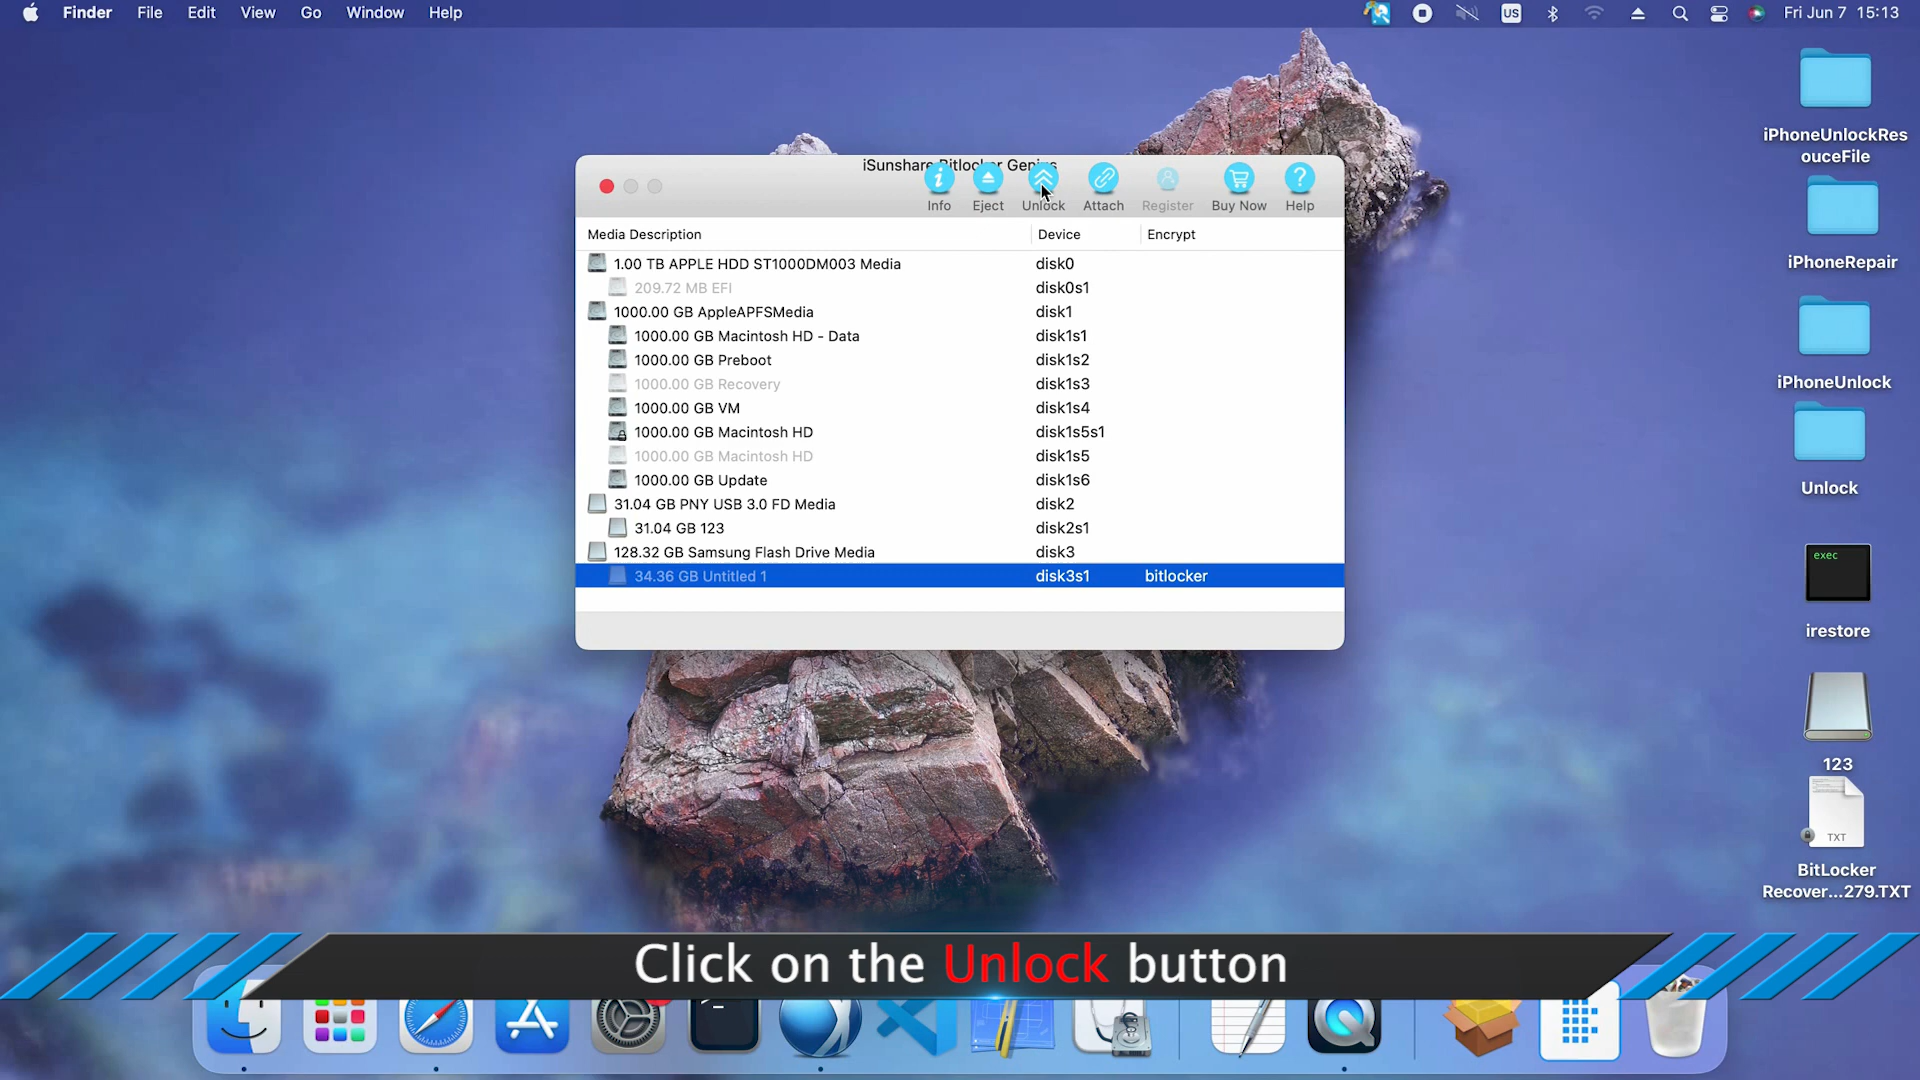 Finder File Edit View Go Window Help
US
Fri Jun 7 15:13
iSunshare Bitlocker Genius
Info Eject Unlock Attach Register Buy Now Help
Media Description Device Encrypt
1.00 TB APPLE HDD ST1000DM003 Media disk0
209.72 MB EFI disk0s1
1000.00 GB AppleAPFSMedia disk1
1000.00 GB Macintosh HD - Data disk1s1
1000.00 GB Preboot disk1s2
1000.00 GB Recovery disk1s3
1000.00 GB VM disk1s4
1000.00 GB Macintosh HD disk1s5s1
1000.00 GB Macintosh HD disk1s5
1000.00 GB Update disk1s6
31.04 GB PNY USB 3.0 FD Media disk2
31.04 GB 123 disk2s1
128.32 GB Samsung Flash Drive Media disk3
34.36 GB Untitled 1 disk3s1 bitlocker
iPhoneUnlockRes
ouceFile
iPhoneRepair
iPhoneUnlock
Unlock
exec
irestore
123
TXT
BitLocker
Recover...279.TXT
Click on the Unlock button